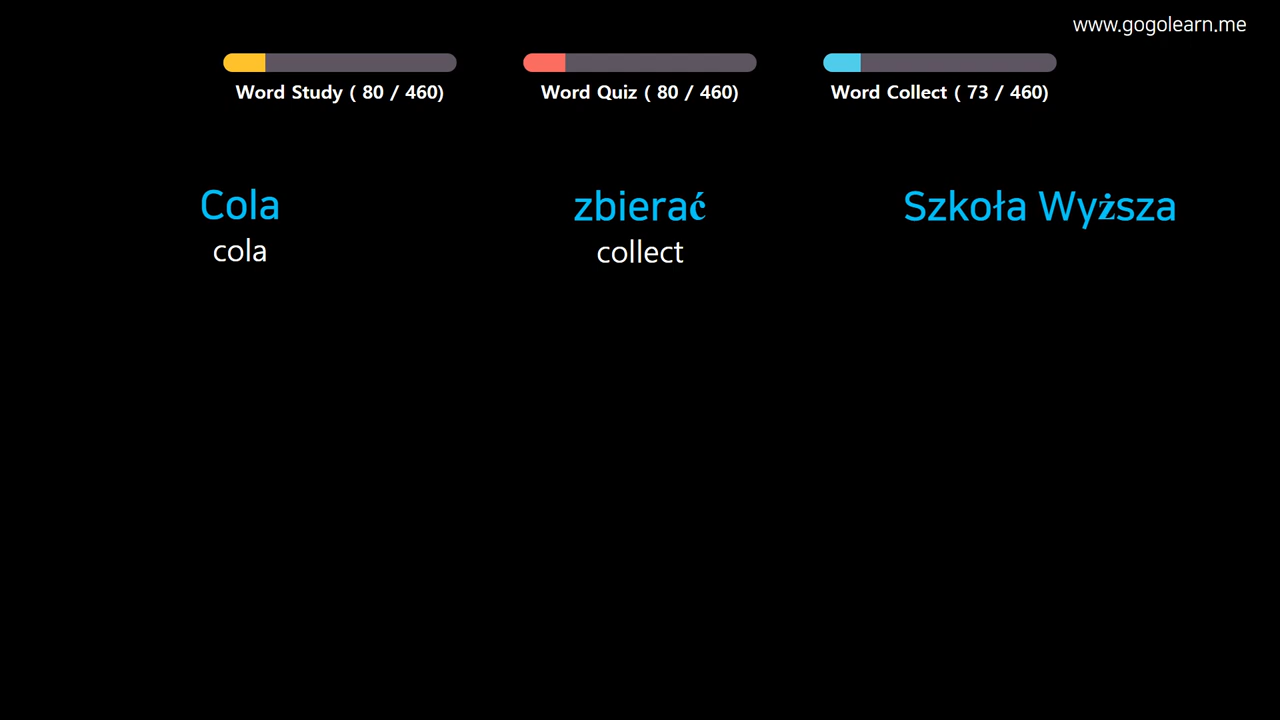 www.gogolearn.me
Word Study ( 80 / 460)
Word Quiz ( 80 / 460)
Word Collect ( 73 / 460)
Cola
cola
zbierać
collect
Szkoła Wyższa